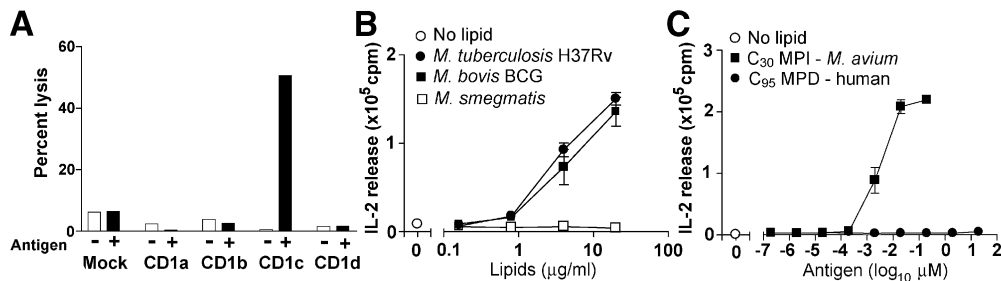 A
Percent lysis
60
40
20
0
Antigen - + - + - + - + - +
Mock CD1a CD1b CD1c CD1d
B
No lipid
M. tuberculosis H37Rv
M. bovis BCG
M. smegmatis
IL-2 release (x10⁵ cpm)
2
1
0
0 0.1 1 10 100
Lipids (μg/ml)
C
No lipid
C₃₀ MPI - M. avium
C₉₅ MPD - human
IL-2 release (x10⁵ cpm)
3
2
1
0
0 -7 -6 -5 -4 -3 -2 -1 0 1 2
Antigen (log₁₀ μM)